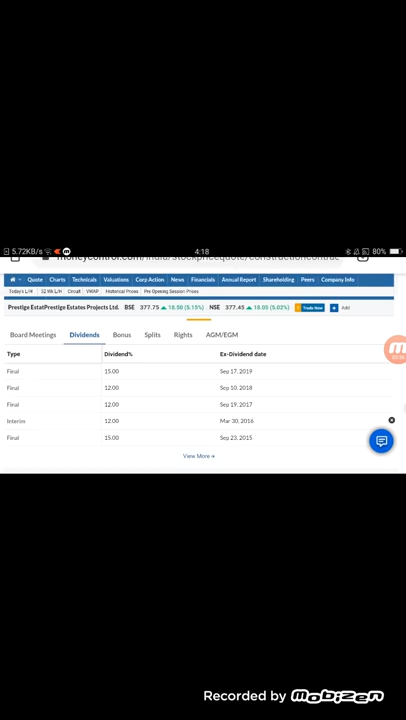 5.72KB/s 4:18 80%
moneycontrol.com/india/stockpricequote/constructioncontrac
Quote Charts Technicals Valuations Corp Action News Financials Annual Report Shareholding Peers Company Info
Today's L/H 52 Wk L/H Circuit VWAP Historical Prices Pre Opening Session Prices
Prestige EstatPrestige Estates Projects Ltd. BSE 377.75 18.50 (5.15%) NSE 377.45 18.05 (5.02%) Trade Now + Add
Board Meetings Dividends Bonus Splits Rights AGM/EGM
Type Dividend% Ex-Dividend date
Final 15.00 Sep 17, 2019
Final 12.00 Sep 10, 2018
Final 12.00 Sep 19, 2017
Interim 12.00 Mar 30, 2016
Final 15.00 Sep 23, 2015
View More
Recorded by Mobizen